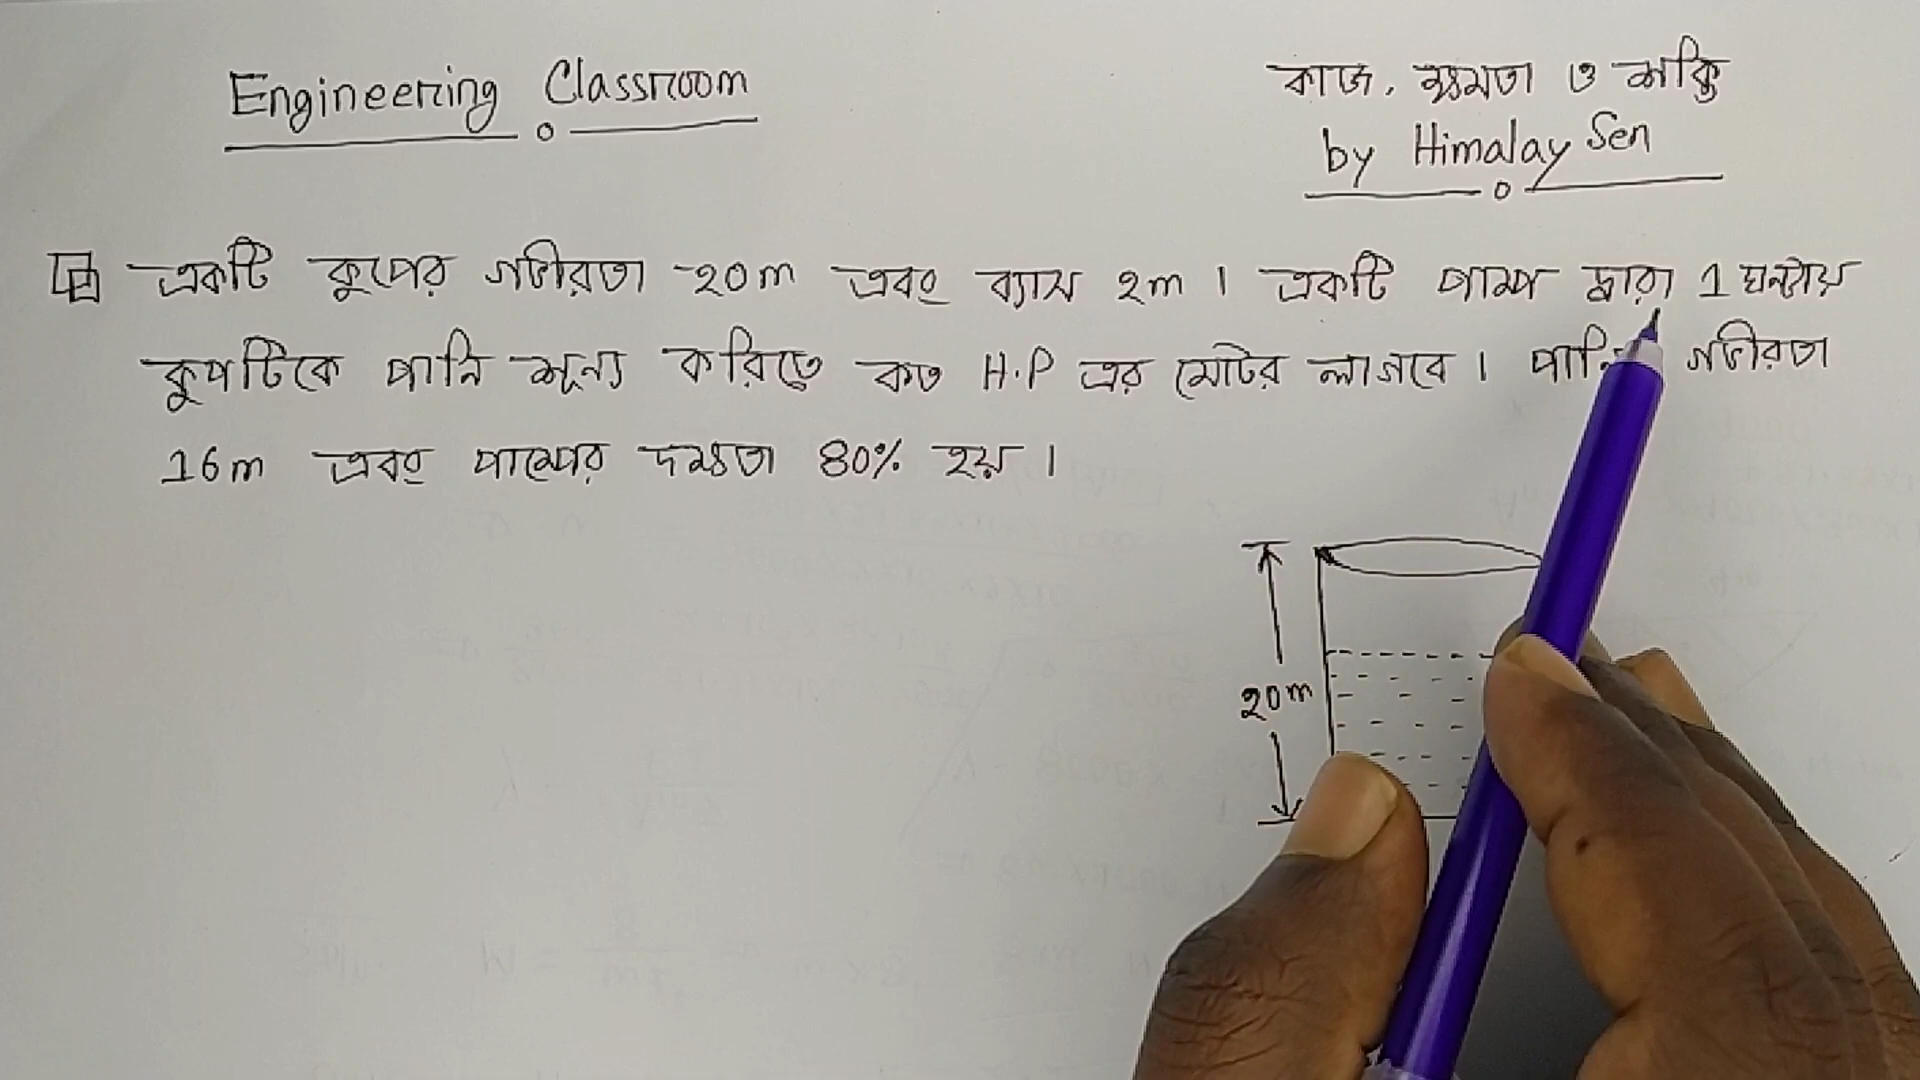 Engineering Classroom
কাজ, ক্ষমতা ও শক্তি
by Himalay Sen
একটি কুপের গভীরতা 20m এবং ব্যাস 2m । একটি পাম্প দ্বারা 1 ঘন্টায়
কুপটিকে পানি শূন্য করিতে কত H.P এর মোটর লাগবে । গভীরতা
16m এবং পাম্পের দক্ষতা 80% হয় ।
20m